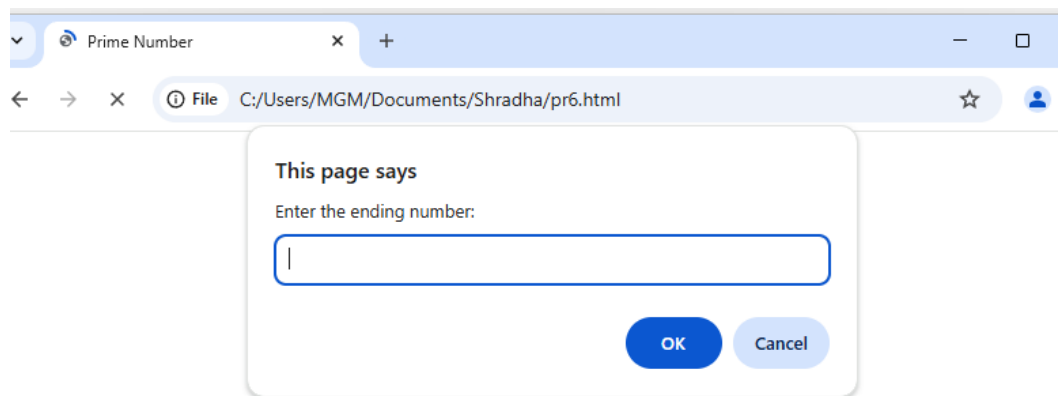 Prime Number
File C:/Users/MGM/Documents/Shradha/pr6.html
This page says
Enter the ending number:
OK Cancel